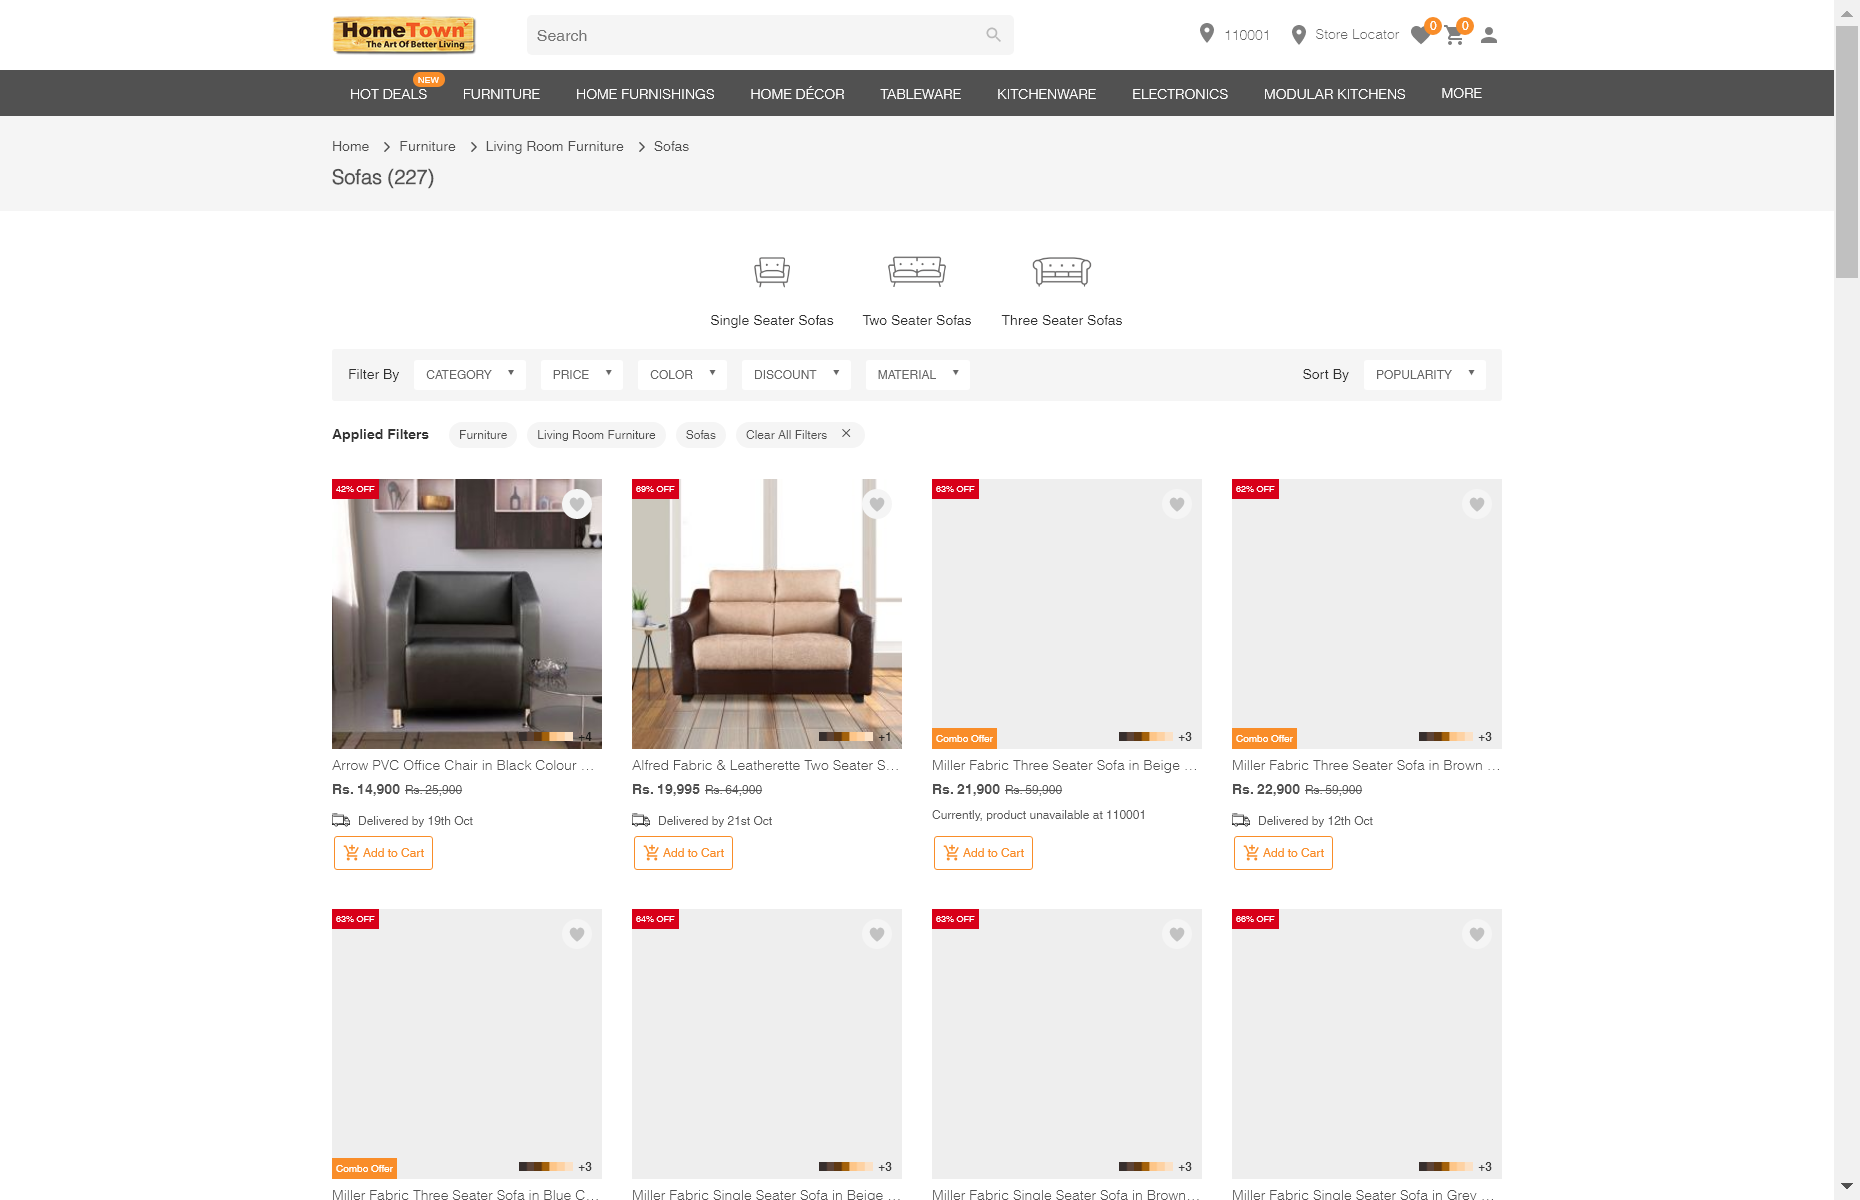 HomeTown
The Art Of Better Living
Search
110001
Store Locator
0
0
NEW
HOT DEALS
FURNITURE
HOME FURNISHINGS
HOME DÉCOR
TABLEWARE
KITCHENWARE
ELECTRONICS
MODULAR KITCHENS
MORE
Home
Furniture
Living Room Furniture
Sofas
Sofas (227)
Single Seater Sofas
Two Seater Sofas
Three Seater Sofas
Filter By
CATEGORY
PRICE
COLOR
DISCOUNT
MATERIAL
Sort By
POPULARITY
Applied Filters
Furniture
Living Room Furniture
Sofas
Clear All Filters
42% OFF
+4
Arrow PVC Office Chair in Black Colour ...
Rs. 14,900 Rs. 25,900
Delivered by 19th Oct
Add to Cart
69% OFF
+1
Alfred Fabric & Leatherette Two Seater S...
Rs. 19,995 Rs. 64,900
Delivered by 21st Oct
Add to Cart
63% OFF
Combo Offer
+3
Miller Fabric Three Seater Sofa in Beige ...
Rs. 21,900 Rs. 59,900
Currently, product unavailable at 110001
Add to Cart
62% OFF
Combo Offer
+3
Miller Fabric Three Seater Sofa in Brown ...
Rs. 22,900 Rs. 59,900
Delivered by 12th Oct
Add to Cart
63% OFF
Combo Offer
+3
Miller Fabric Three Seater Sofa in Blue C...
64% OFF
+3
Miller Fabric Single Seater Sofa in Beige ...
63% OFF
+3
Miller Fabric Single Seater Sofa in Brown...
66% OFF
+3
Miller Fabric Single Seater Sofa in Grey ...